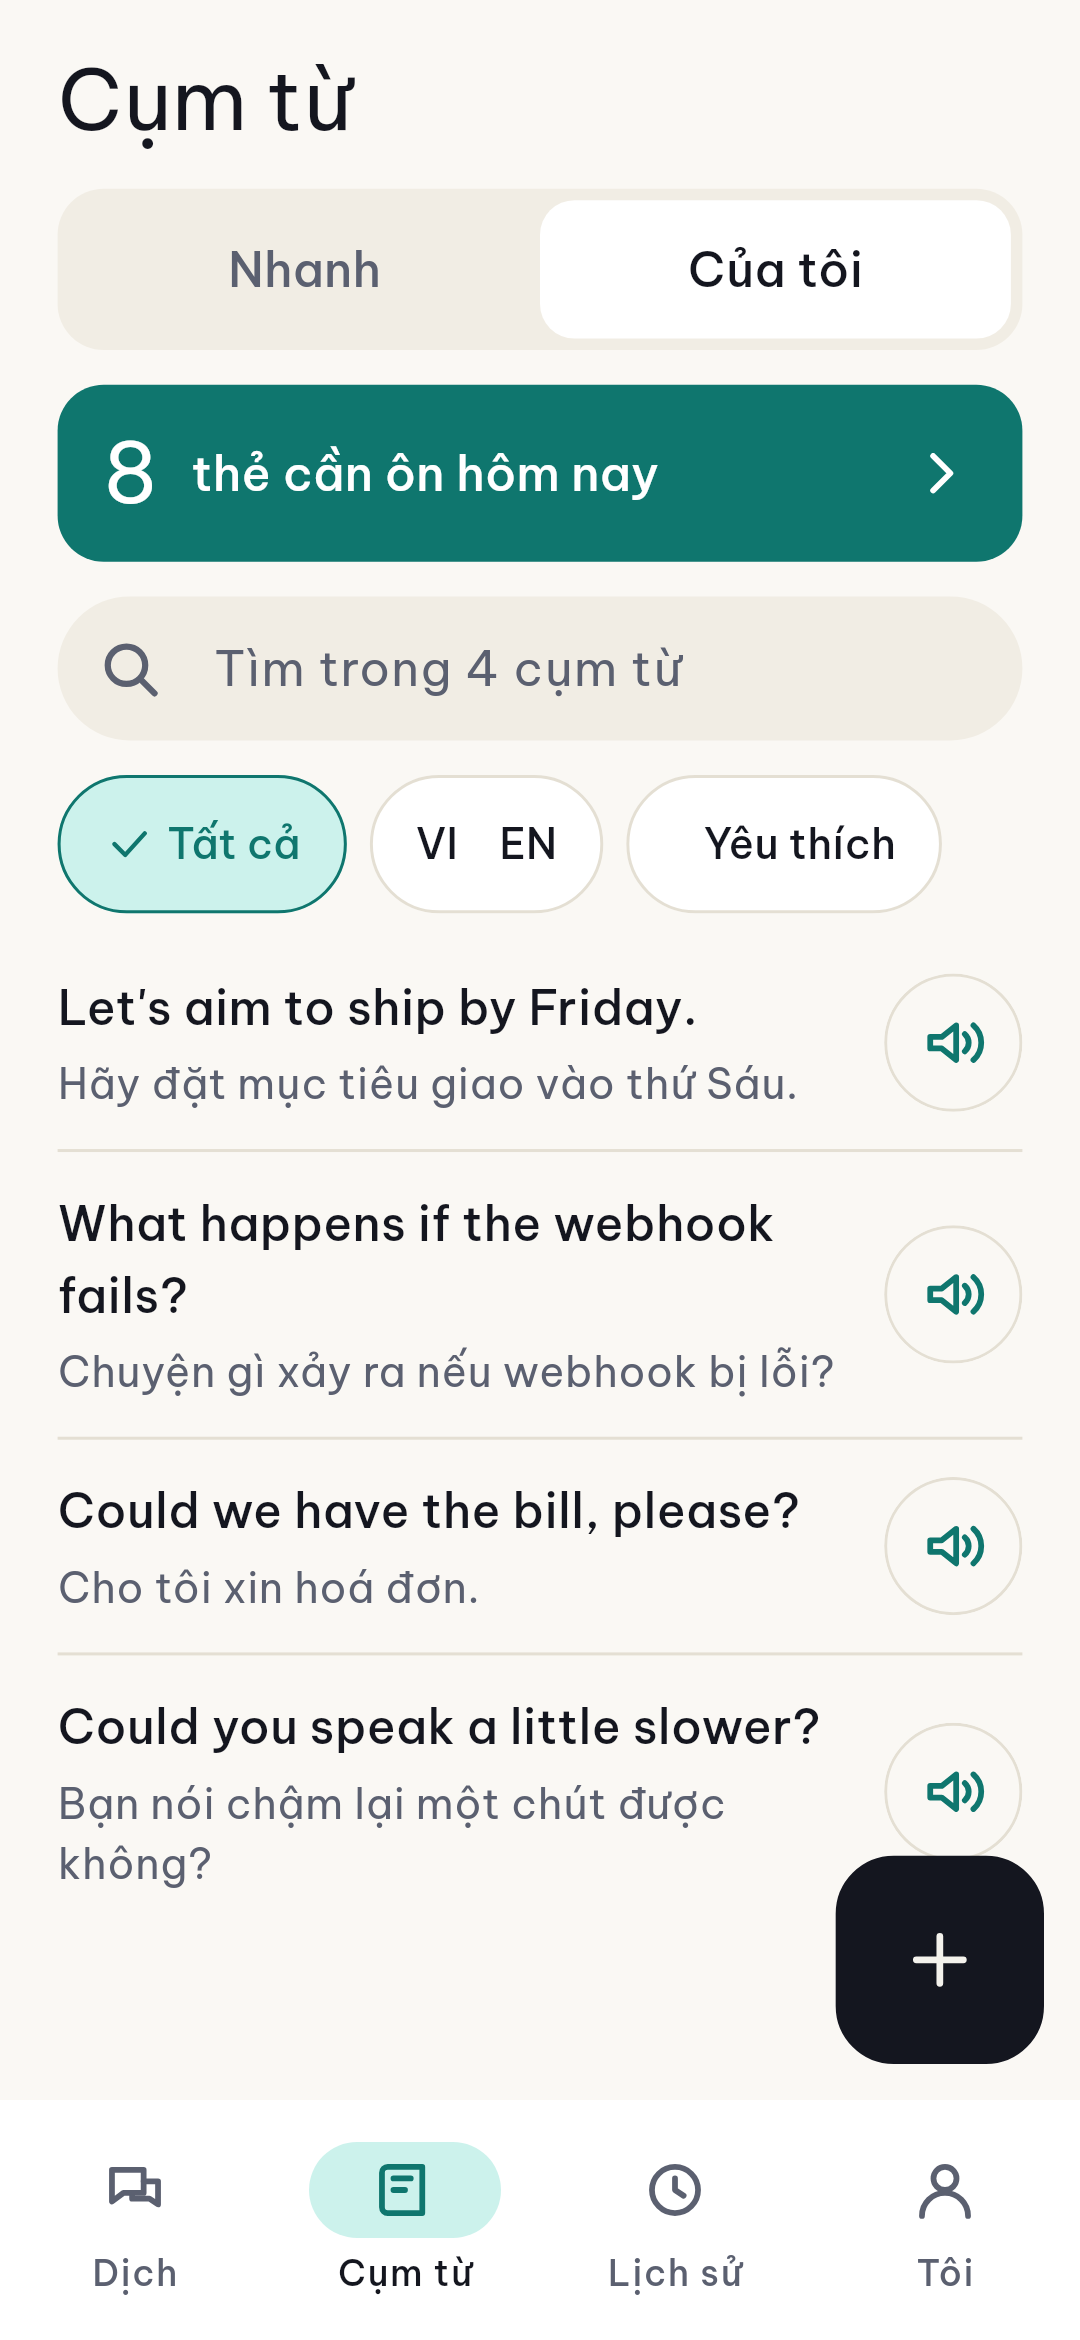 Cụm từ
Nhanh
Của tôi
8 thẻ cần ôn hôm nay
Tìm trong 4 cụm từ
Tất cả
VI EN
Yêu thích
Let's aim to ship by Friday.
Hãy đặt mục tiêu giao vào thứ Sáu.
What happens if the webhook
fails?
Chuyện gì xảy ra nếu webhook bị lỗi?
Could we have the bill, please?
Cho tôi xin hoá đơn.
Could you speak a little slower?
Bạn nói chậm lại một chút được
không?
Dịch
Cụm từ
Lịch sử
Tôi